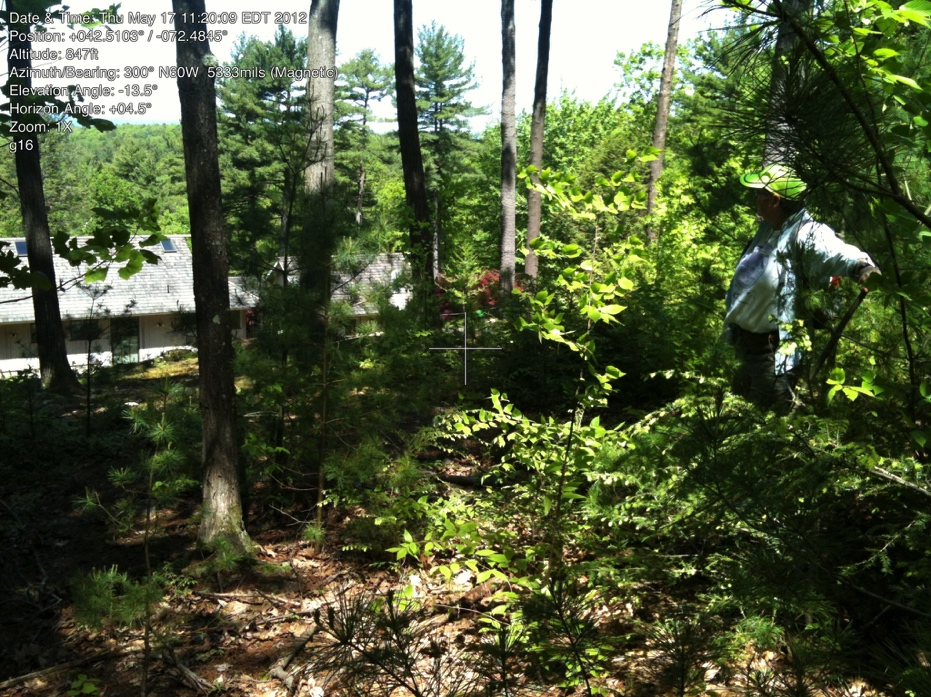 Date & Time: Thu May 17 11:20:09 EDT 2012
Position: +042.5103° / -072.4845°
Altitude: 847ft
Azimuth/Bearing: 300° N60W 5333mils (Magnetic)
Elevation Angle: -13.5°
Horizon Angle: +04.5°
Zoom: 1X
g16